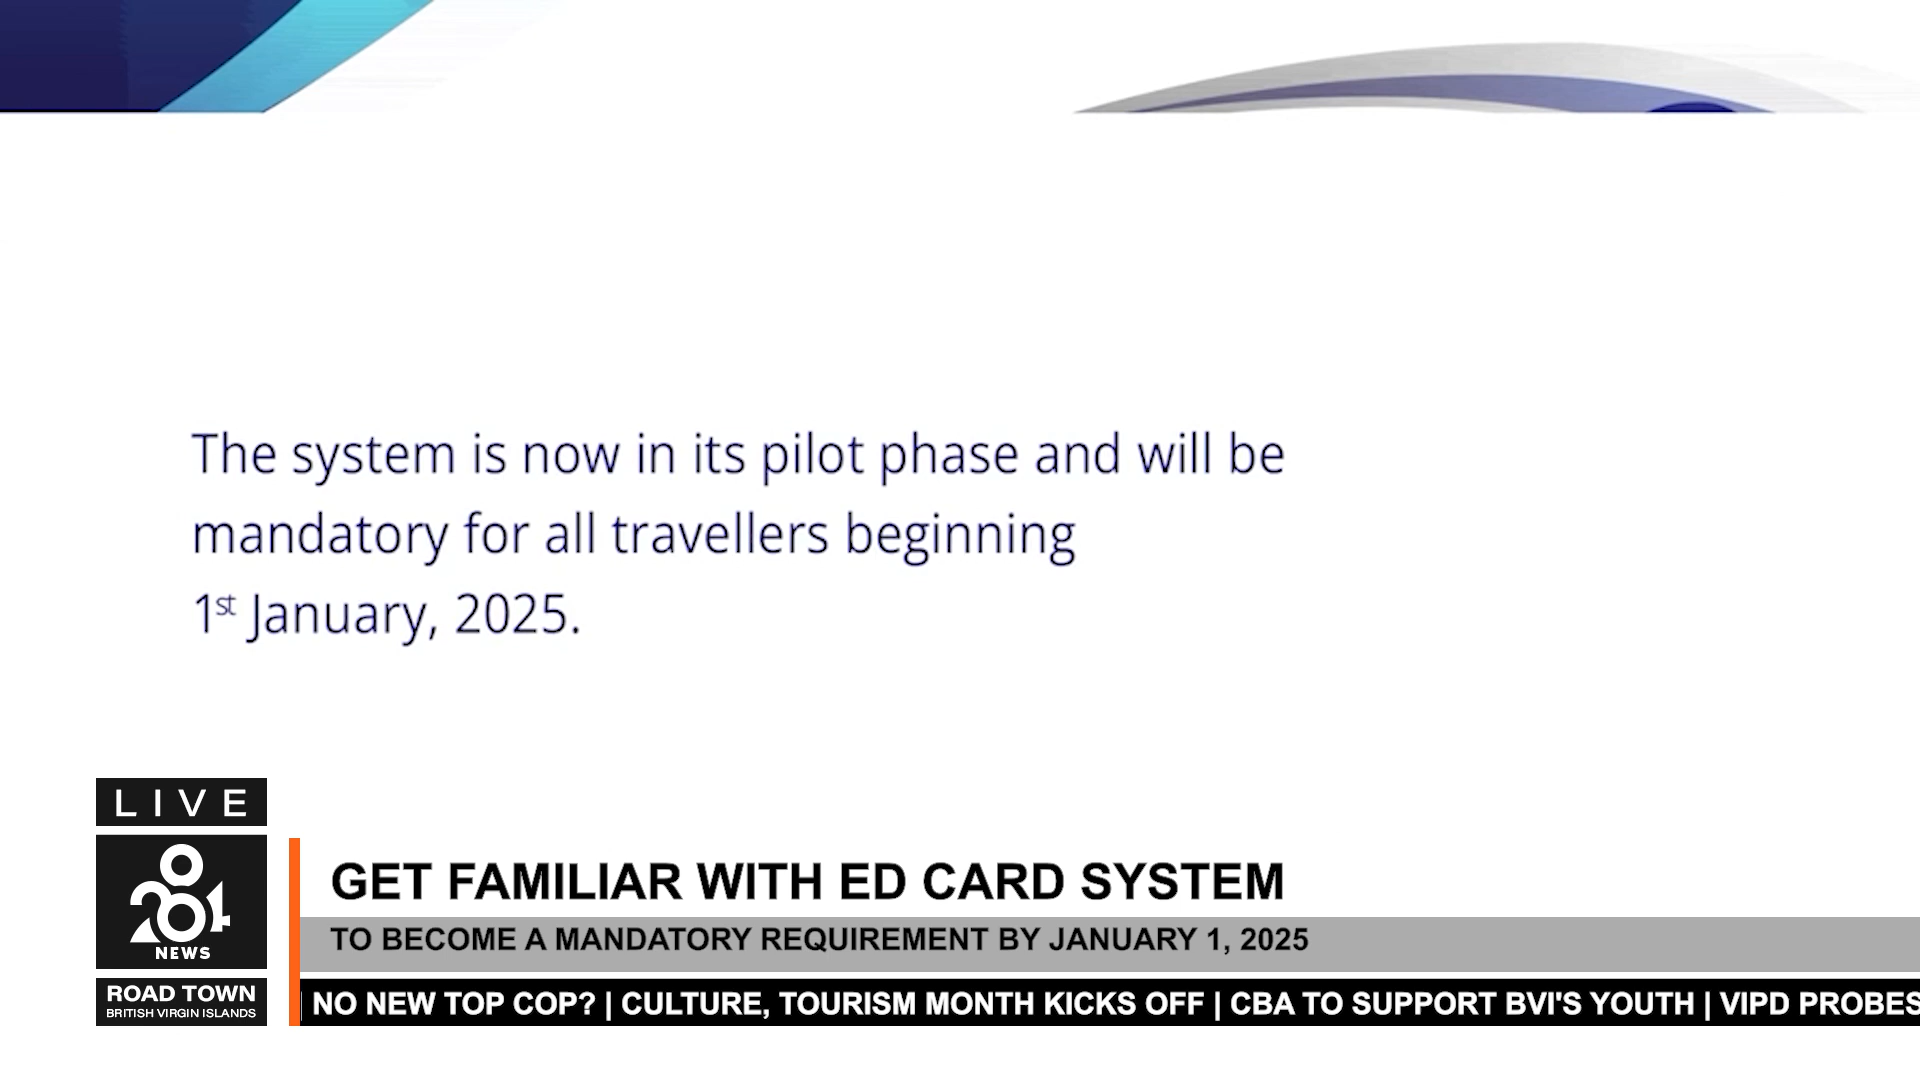 The system is now in its pilot phase and will be
mandatory for all travellers beginning
1st January, 2025.
LIVE
284
NEWS
ROAD TOWN
BRITISH VIRGIN ISLANDS
GET FAMILIAR WITH ED CARD SYSTEM
TO BECOME A MANDATORY REQUIREMENT BY JANUARY 1, 2025
| NO NEW TOP COP? | CULTURE, TOURISM MONTH KICKS OFF | CBA TO SUPPORT BVI'S YOUTH | VIPD PROBES